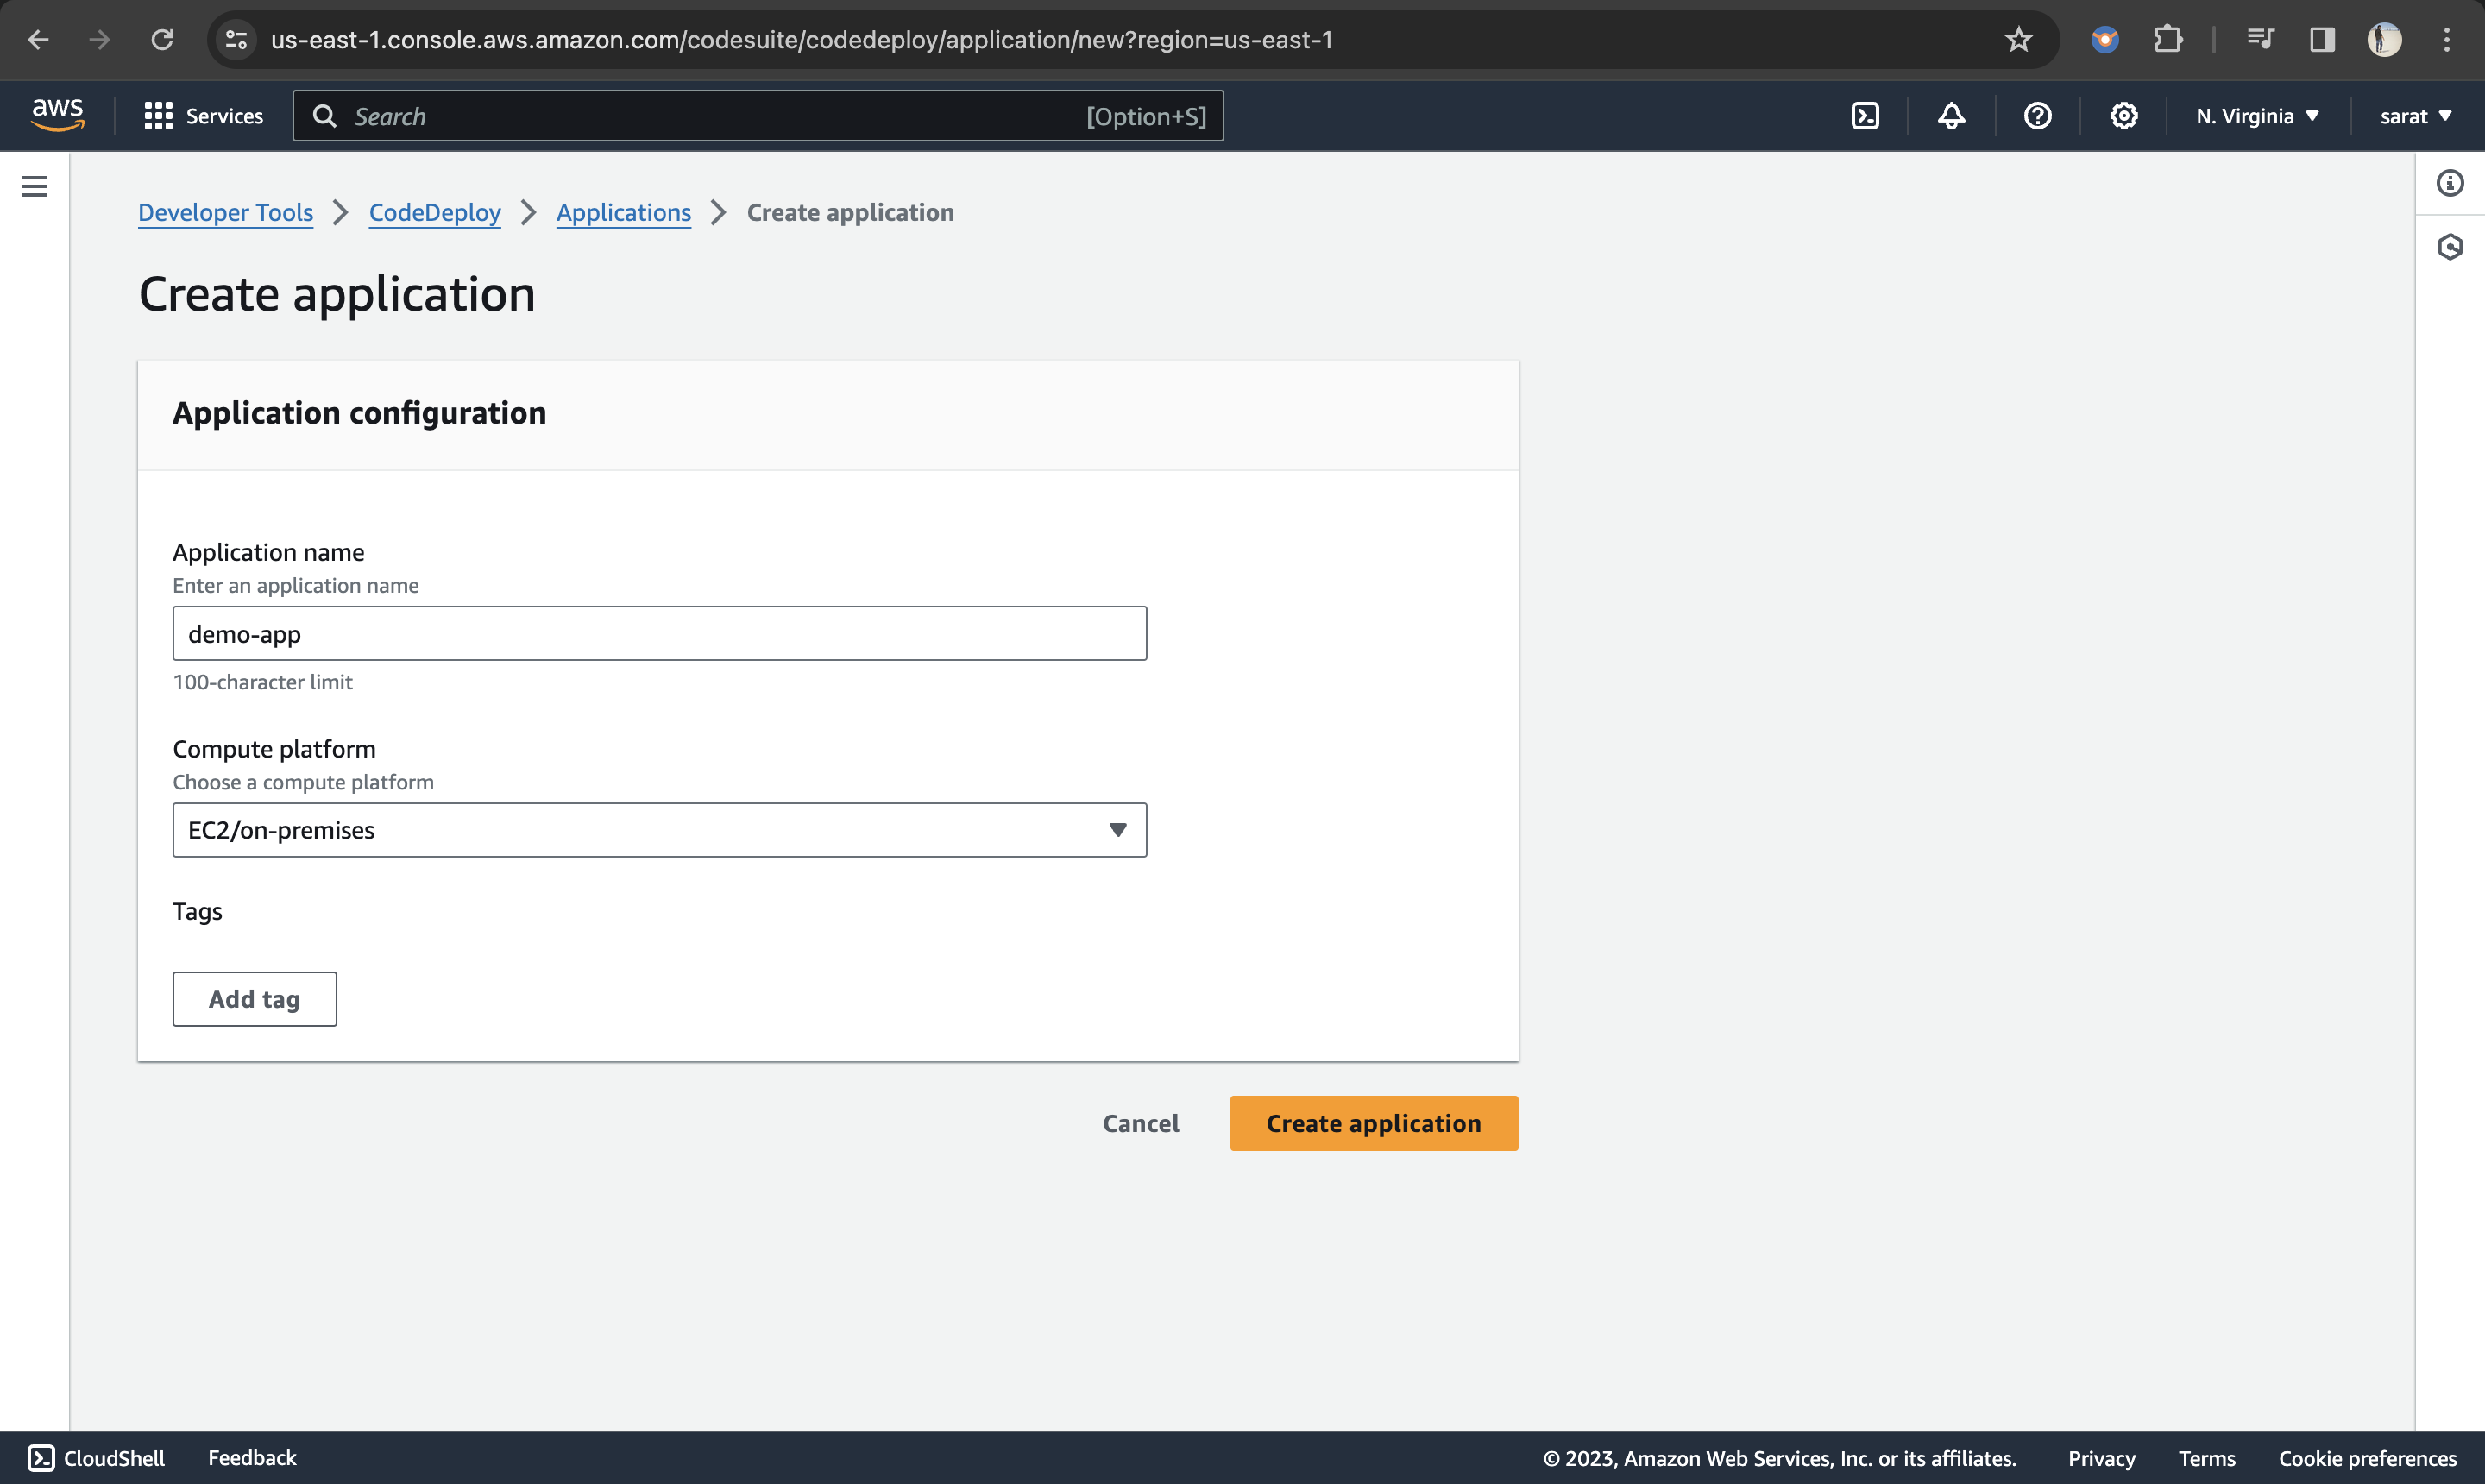 us-east-1.console.aws.amazon.com/codesuite/codedeploy/application/new?region=us-east-1
aws Services Search [Option+S] N. Virginia sarat
Developer Tools CodeDeploy Applications Create application
Create application
Application configuration
Application name
Enter an application name
demo-app
100-character limit
Compute platform
Choose a compute platform
EC2/on-premises
Tags
Add tag
Cancel Create application
CloudShell Feedback © 2023, Amazon Web Services, Inc. or its affiliates. Privacy Terms Cookie preferences